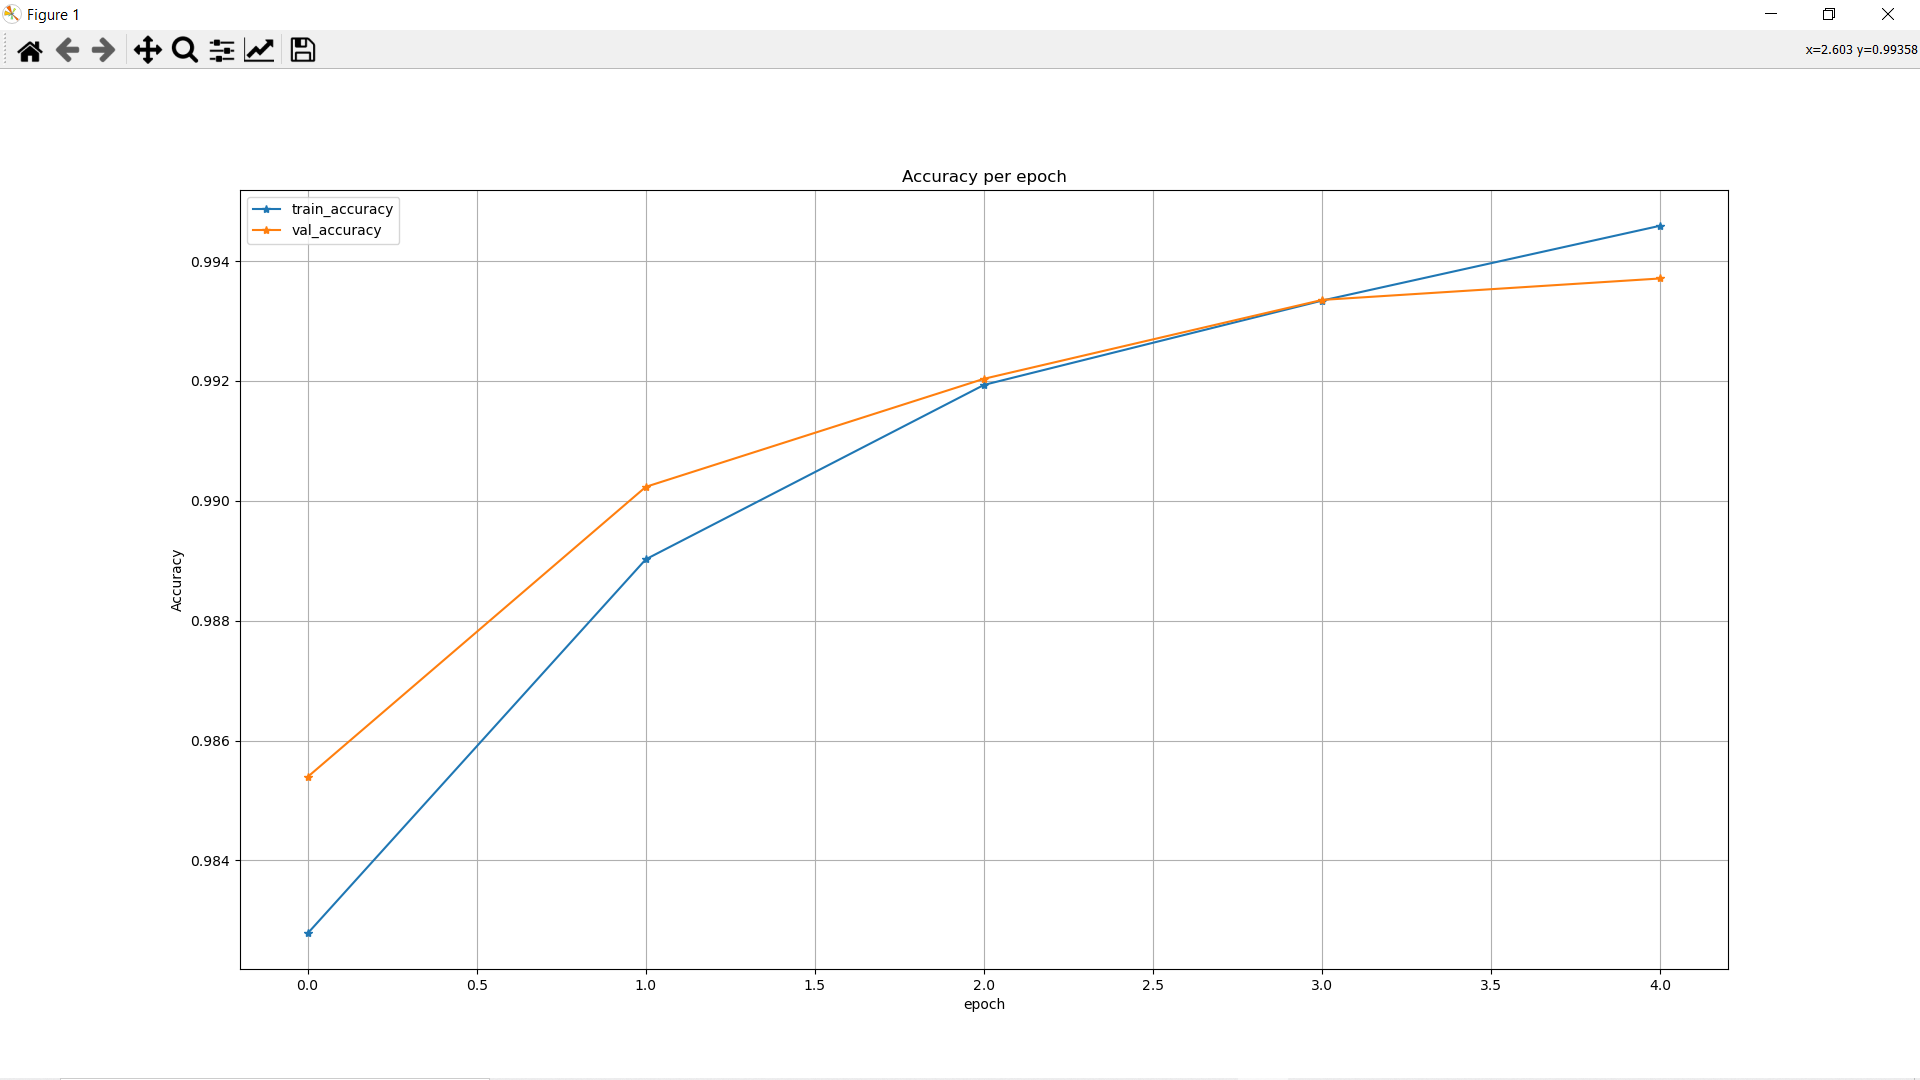 Figure 1
x=2.603 y=0.99358
Accuracy per epoch
train_accuracy
val_accuracy
0.994
0.992
0.990
0.988
0.986
0.984
Accuracy
0.0 0.5 1.0 1.5 2.0 2.5 3.0 3.5 4.0
epoch